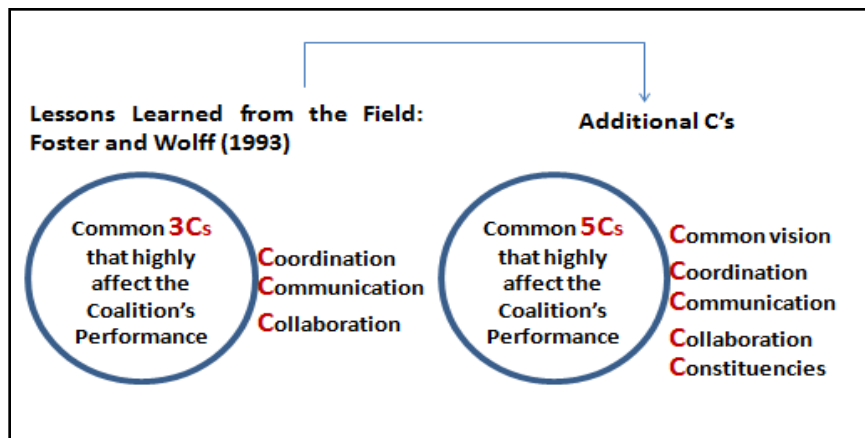 Lessons Learned from the Field:
Foster and Wolff (1993)
Common 3Cs
that highly
affect the
Coalition's
Performance
Coordination
Communication
Collaboration
Additional C's
Common 5Cs
that highly
affect the
Coalition's
Performance
Common vision
Coordination
Communication
Collaboration
Constituencies